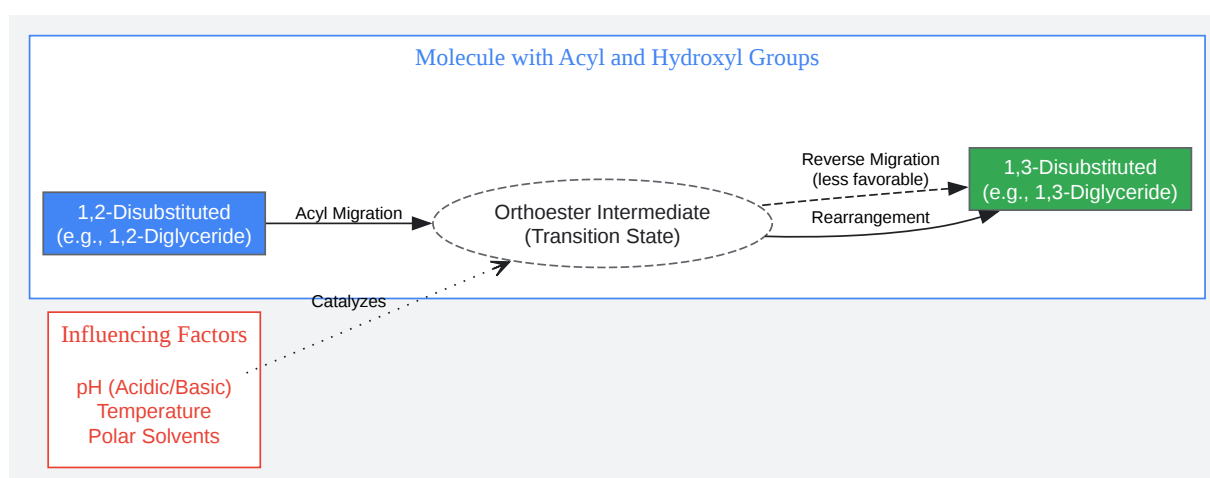 Molecule with Acyl and Hydroxyl Groups
1,2-Disubstituted
(e.g., 1,2-Diglyceride)
Acyl Migration
Orthoester Intermediate
(Transition State)
Reverse Migration
(less favorable)
Rearrangement
1,3-Disubstituted
(e.g., 1,3-Diglyceride)
Catalyzes
Influencing Factors
pH (Acidic/Basic)
Temperature
Polar Solvents